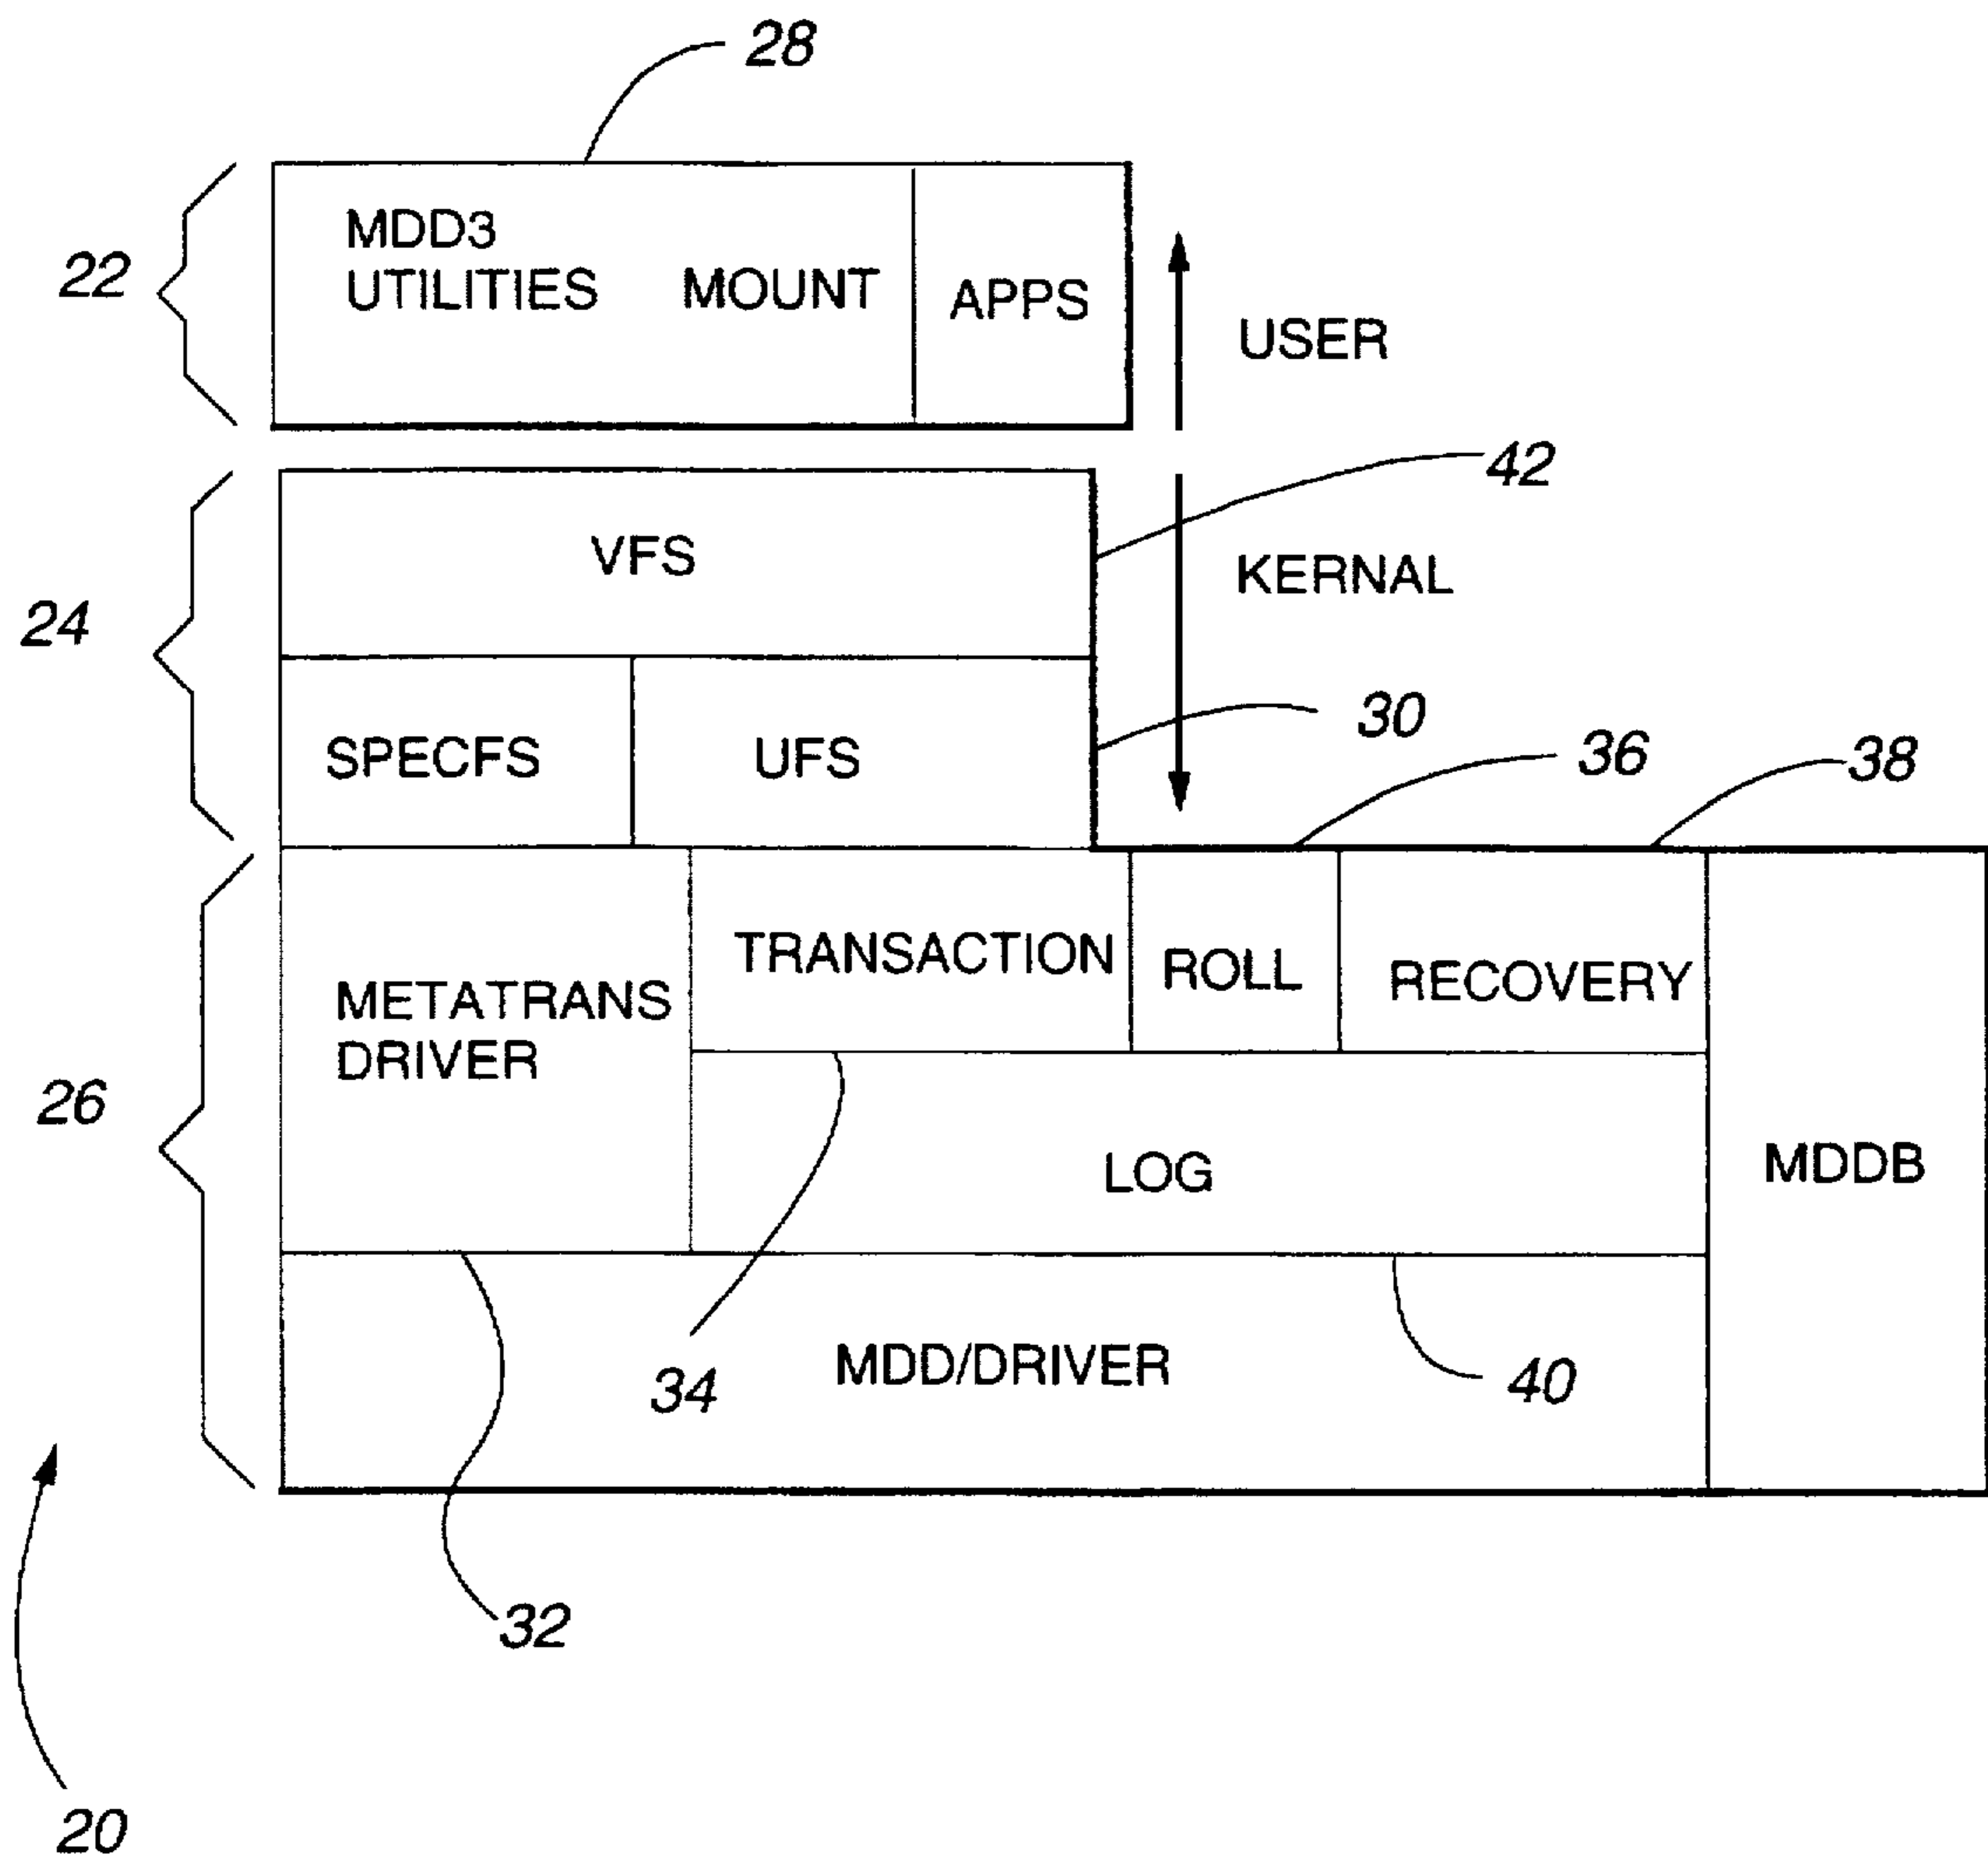 28
MDD3
UTILITIES
MOUNT
APPS
22
USER
42
VFS
KERNAL
24
30
SPECFS
UFS
36
38
TRANSACTION
ROLL
RECOVERY
METATRANS
DRIVER
26
LOG
MDDB
MDD/DRIVER
34
40
32
20